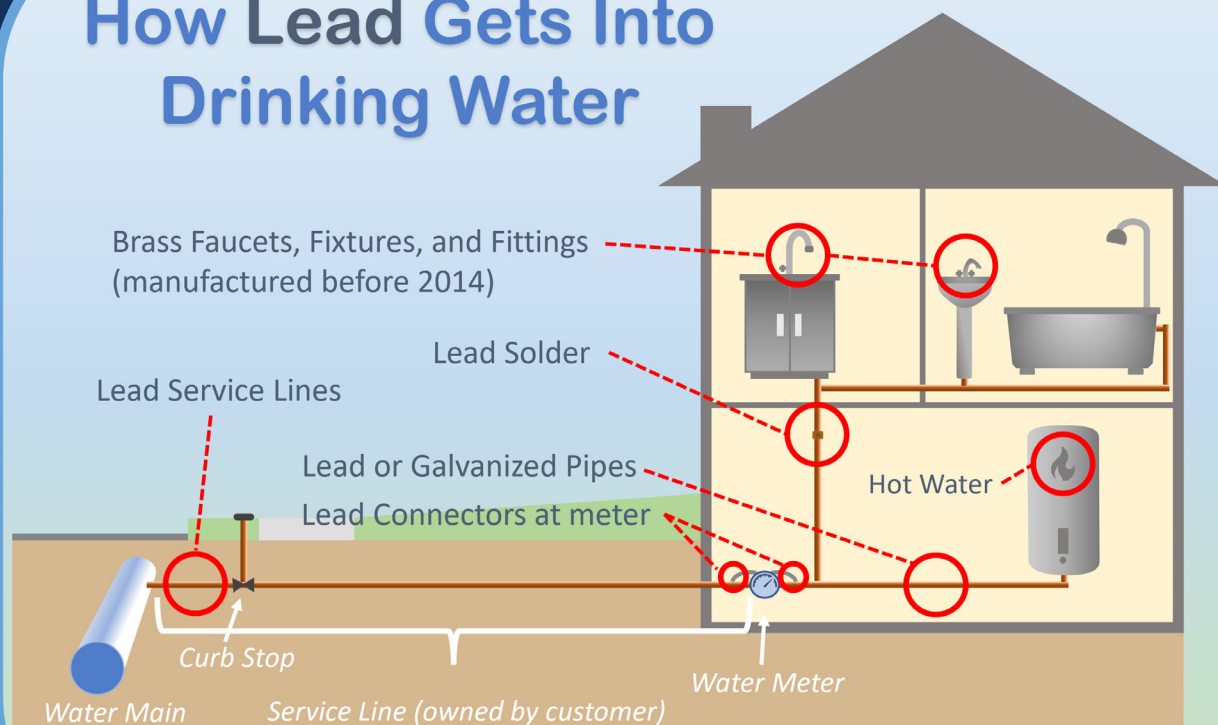 How Lead Gets Into
Drinking Water
Brass Faucets, Fixtures, and Fittings
(manufactured before 2014)
Lead Solder
Lead Service Lines
Lead or Galvanized Pipes
Hot Water
Lead Connectors at meter
Curb Stop
Water Meter
Water Main
Service Line (owned by customer)